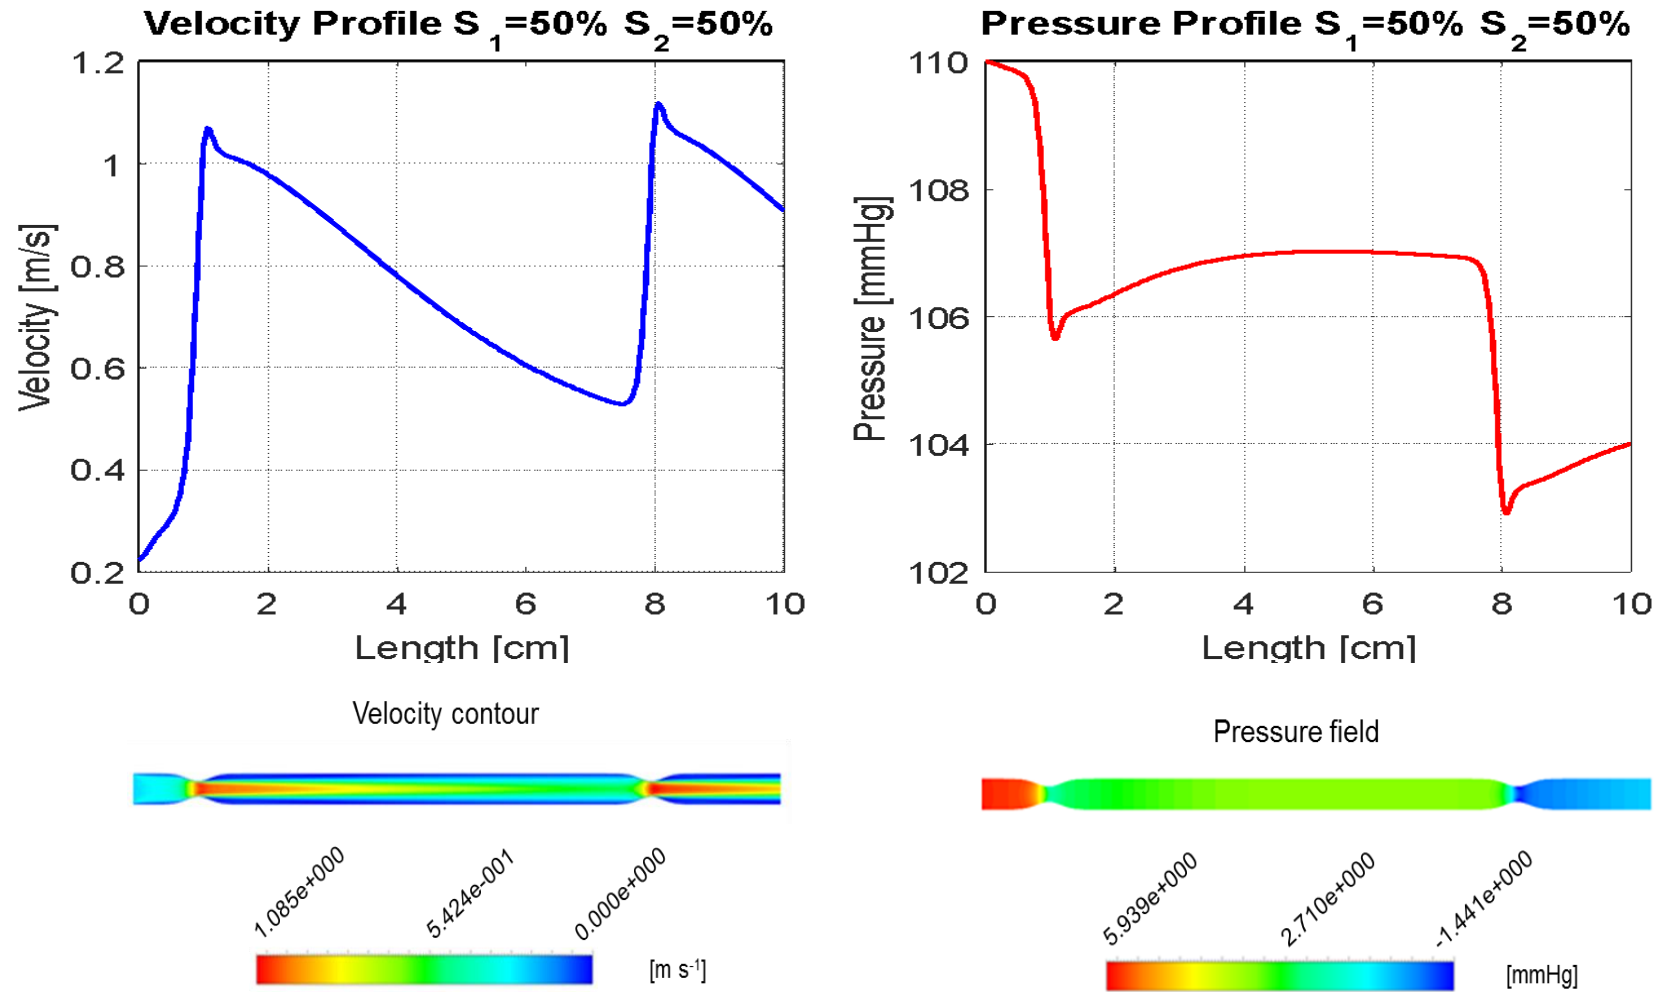 Velocity Profile S1=50% S2=50%
1.2
1
0.8
0.6
0.4
0.2
0 2 4 6 8 10
Velocity [m/s]
Length [cm]
Pressure Profile S1=50% S2=50%
110
108
106
104
102
0 2 4 6 8 10
Pressure [mmHg]
Length [cm]
Velocity contour
1.085e+000
5.424e-001
0.000e+000
[m s-1]
Pressure field
5.939e+000
2.710e+000
-1.441e+000
[mmHg]